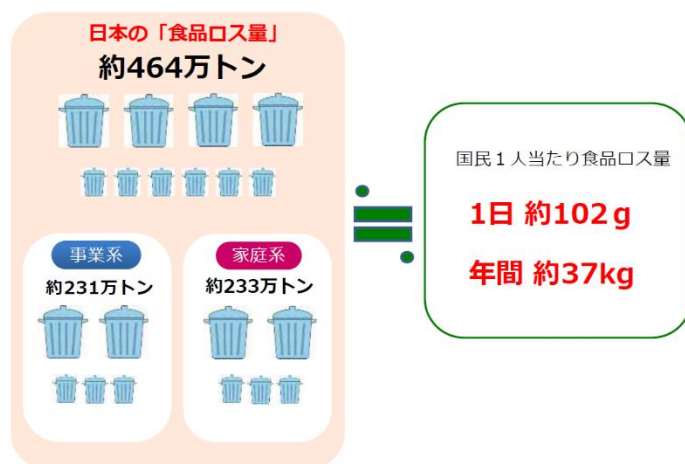 日本の「食品ロス量」
約464万トン
事業系
約231万トン
家庭系
約233万トン
国民1人当たり食品ロス量
1日 約102g
年間 約37kg